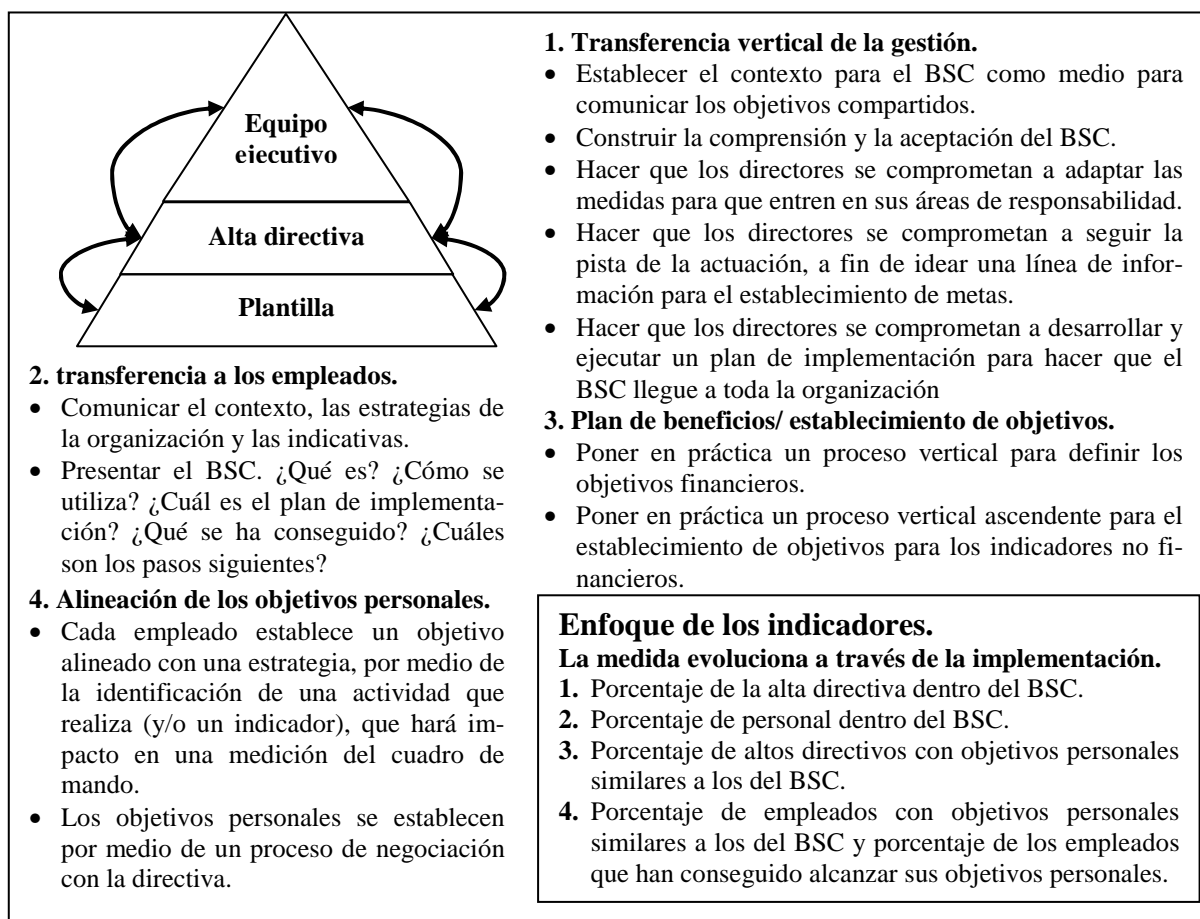 Equipo
ejecutivo
Alta directiva
Plantilla
1. Transferencia vertical de la gestión.
• Establecer el contexto para el BSC como medio para
comunicar los objetivos compartidos.
• Construir la comprensión y la aceptación del BSC.
• Hacer que los directores se comprometan a adaptar las
medidas para que entren en sus áreas de responsabilidad.
• Hacer que los directores se comprometan a seguir la
pista de la actuación, a fin de idear una línea de infor-
mación para el establecimiento de metas.
• Hacer que los directores se comprometan a desarrollar y
ejecutar un plan de implementación para hacer que el
BSC llegue a toda la organización
2. transferencia a los empleados.
• Comunicar el contexto, las estrategias de
la organización y las indicativas.
• Presentar el BSC. ¿Qué es? ¿Cómo se
utiliza? ¿Cuál es el plan de implementa-
ción? ¿Qué se ha conseguido? ¿Cuáles
son los pasos siguientes?
3. Plan de beneficios/ establecimiento de objetivos.
• Poner en práctica un proceso vertical para definir los
objetivos financieros.
• Poner en práctica un proceso vertical ascendente para el
establecimiento de objetivos para los indicadores no fi-
nancieros.
4. Alineación de los objetivos personales.
• Cada empleado establece un objetivo
alineado con una estrategia, por medio de
la identificación de una actividad que
realiza (y/o un indicador), que hará im-
pacto en una medición del cuadro de
mando.
• Los objetivos personales se establecen
por medio de un proceso de negociación
con la directiva.
Enfoque de los indicadores.
La medida evoluciona a través de la implementación.
1. Porcentaje de la alta directiva dentro del BSC.
2. Porcentaje de personal dentro del BSC.
3. Porcentaje de altos directivos con objetivos personales
similares a los del BSC.
4. Porcentaje de empleados con objetivos personales
similares a los del BSC y porcentaje de los empleados
que han conseguido alcanzar sus objetivos personales.